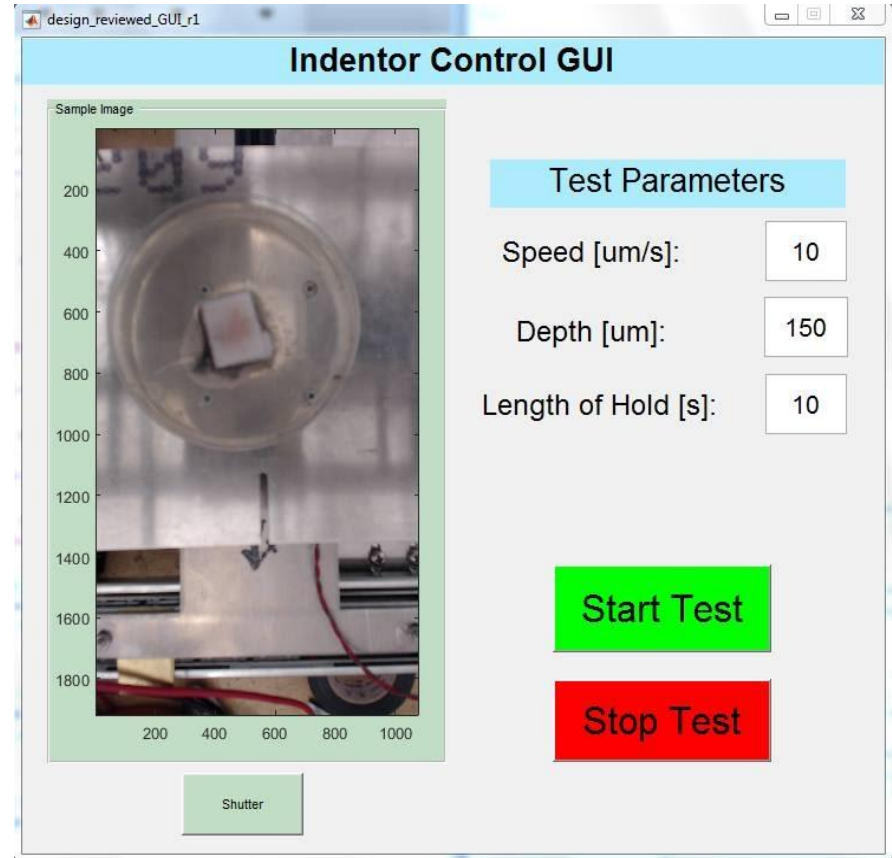 design_reviewed_GUI_r1
Indentor Control GUI
Sample Image
200
400
600
800
1000
1200
1400
1600
1800
200 400 600 800 1000
Shutter
Test Parameters
Speed [um/s]: 10
Depth [um]: 150
Length of Hold [s]: 10
Start Test
Stop Test